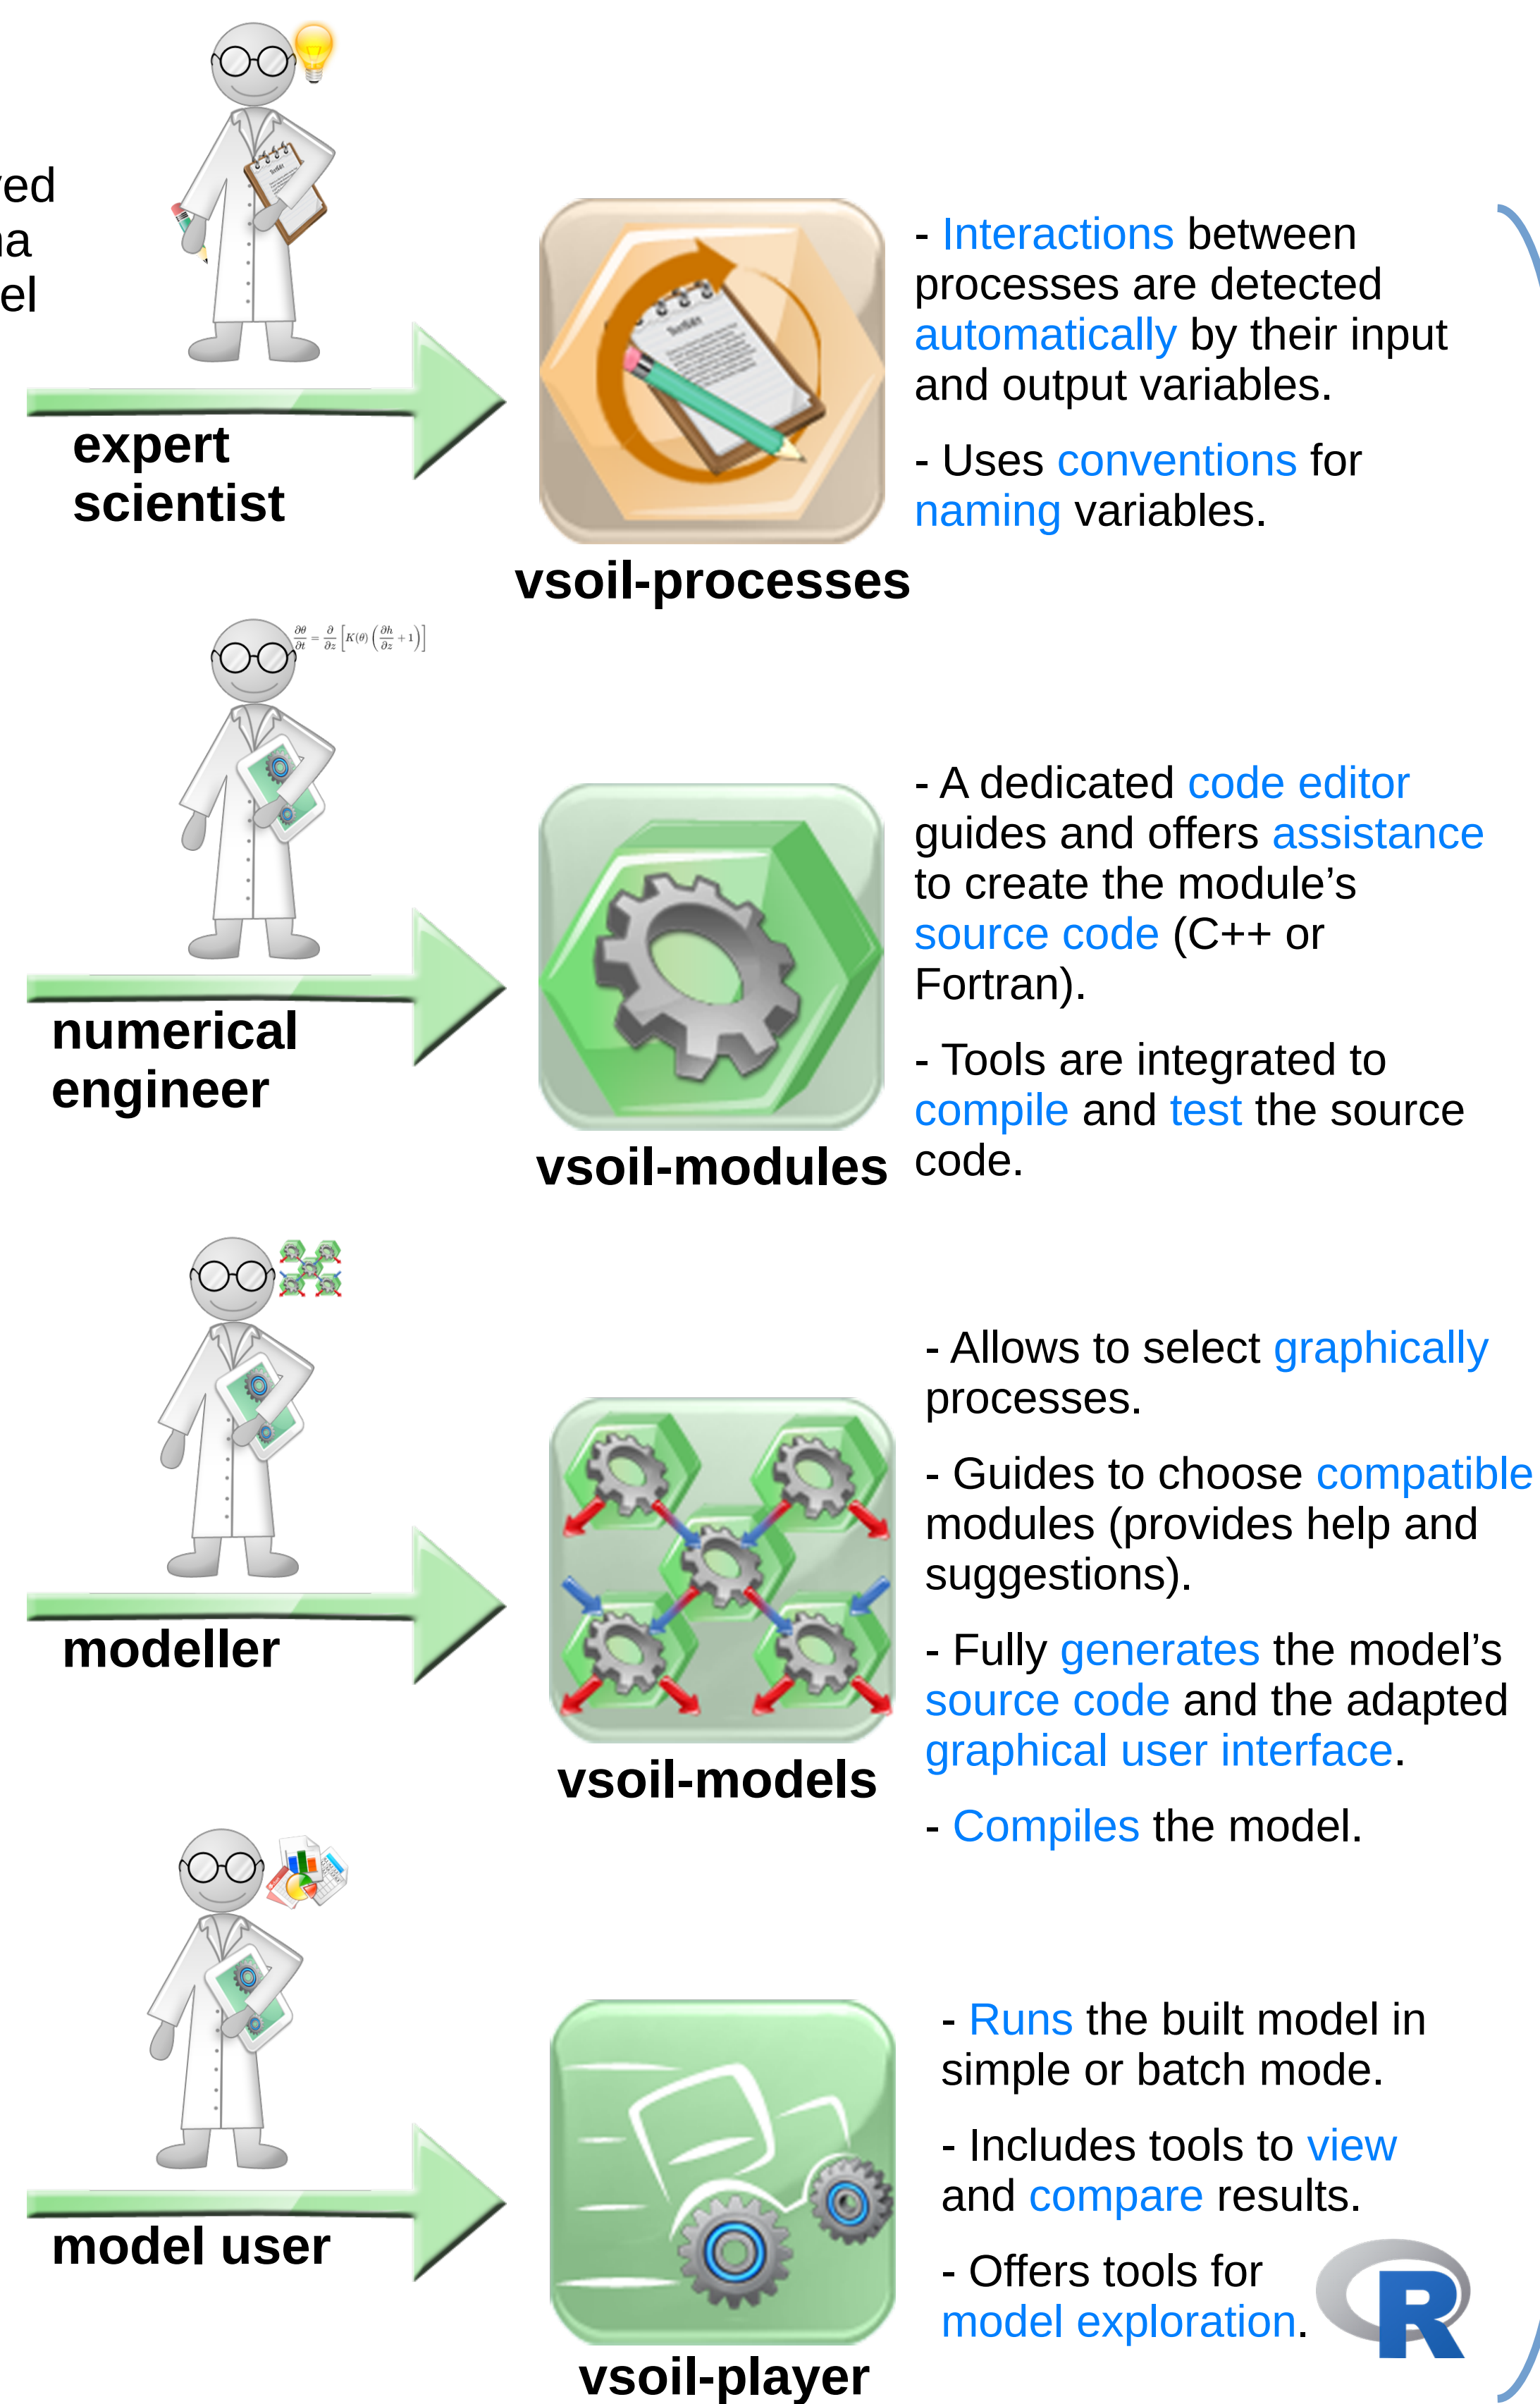 expert
scientist
- Interactions between
processes are detected
automatically by their input
and output variables.
- Uses conventions for
naming variables.
vsoil-processes
∂θ/∂t = ∂/∂z [K(θ) (∂h/∂z + 1)]
numerical
engineer
- A dedicated code editor
guides and offers assistance
to create the module’s
source code (C++ or
Fortran).
- Tools are integrated to
compile and test the source
code.
vsoil-modules
modeller
- Allows to select graphically
processes.
- Guides to choose compatible
modules (provides help and
suggestions).
- Fully generates the model’s
source code and the adapted
graphical user interface.
- Compiles the model.
vsoil-models
model user
- Runs the built model in
simple or batch mode.
- Includes tools to view
and compare results.
- Offers tools for
model exploration.
R
vsoil-player